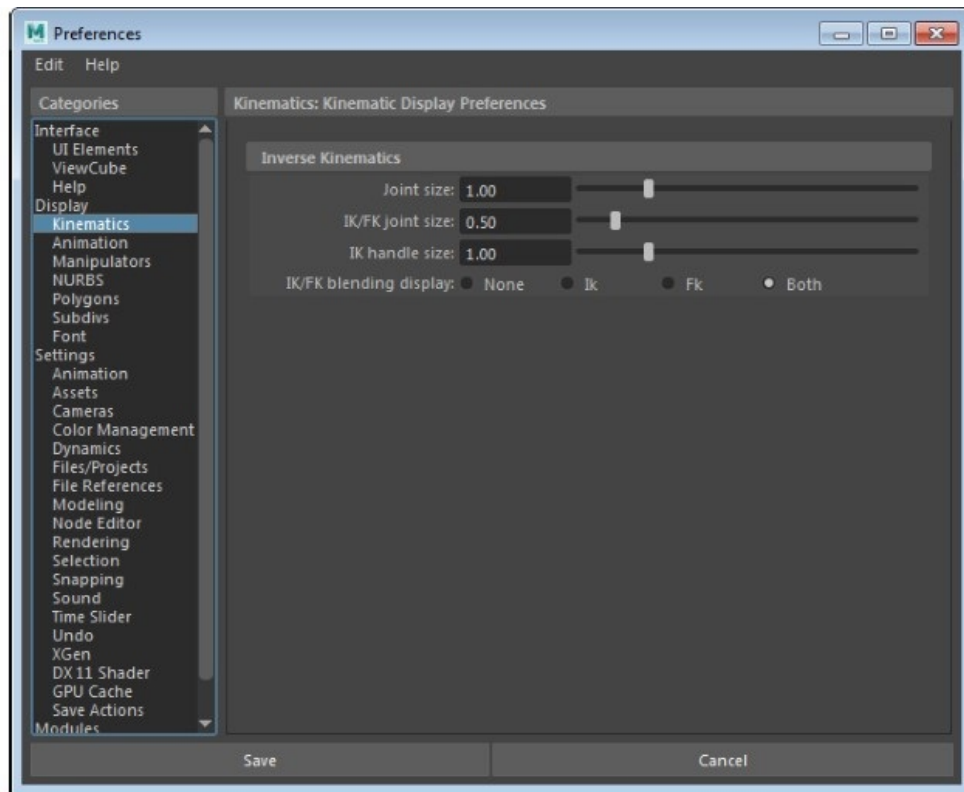 Preferences
Edit Help
Categories
Interface
UI Elements
ViewCube
Help
Display
Kinematics
Animation
Manipulators
NURBS
Polygons
Subdivs
Font
Settings
Animation
Assets
Cameras
Color Management
Dynamics
Files/Projects
File References
Modeling
Node Editor
Rendering
Selection
Snapping
Sound
Time Slider
Undo
XGen
DX 11 Shader
GPU Cache
Save Actions
Modules
Kinematics: Kinematic Display Preferences
Inverse Kinematics
Joint size: 1.00
IK/FK joint size: 0.50
IK handle size: 1.00
IK/FK blending display: None Ik Fk Both
Save Cancel